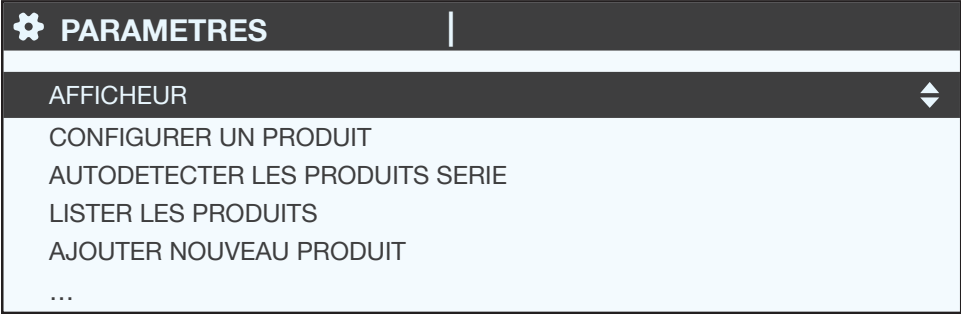 PARAMETRES
AFFICHEUR
CONFIGURER UN PRODUIT
AUTODETECTER LES PRODUITS SERIE
LISTER LES PRODUITS
AJOUTER NOUVEAU PRODUIT
…